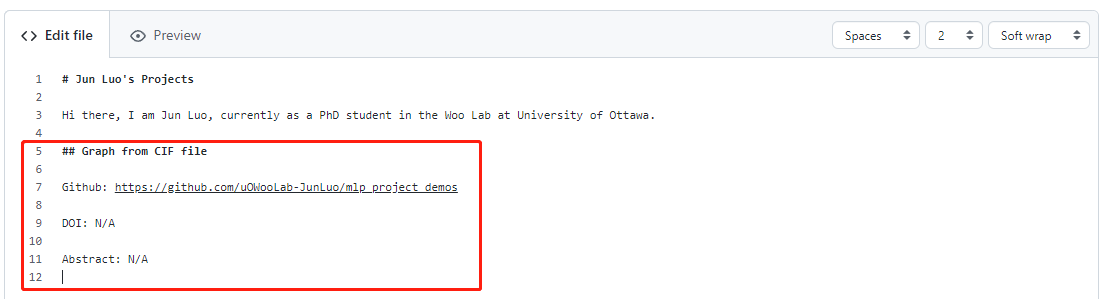 Edit file
Preview
Spaces
2
Soft wrap
1 # Jun Luo's Projects
2
3 Hi there, I am Jun Luo, currently as a PhD student in the Woo Lab at University of Ottawa.
4
5 ## Graph from CIF file
6
7 Github: https://github.com/uOWooLab-JunLuo/mlp_project_demos
8
9 DOI: N/A
10
11 Abstract: N/A
12